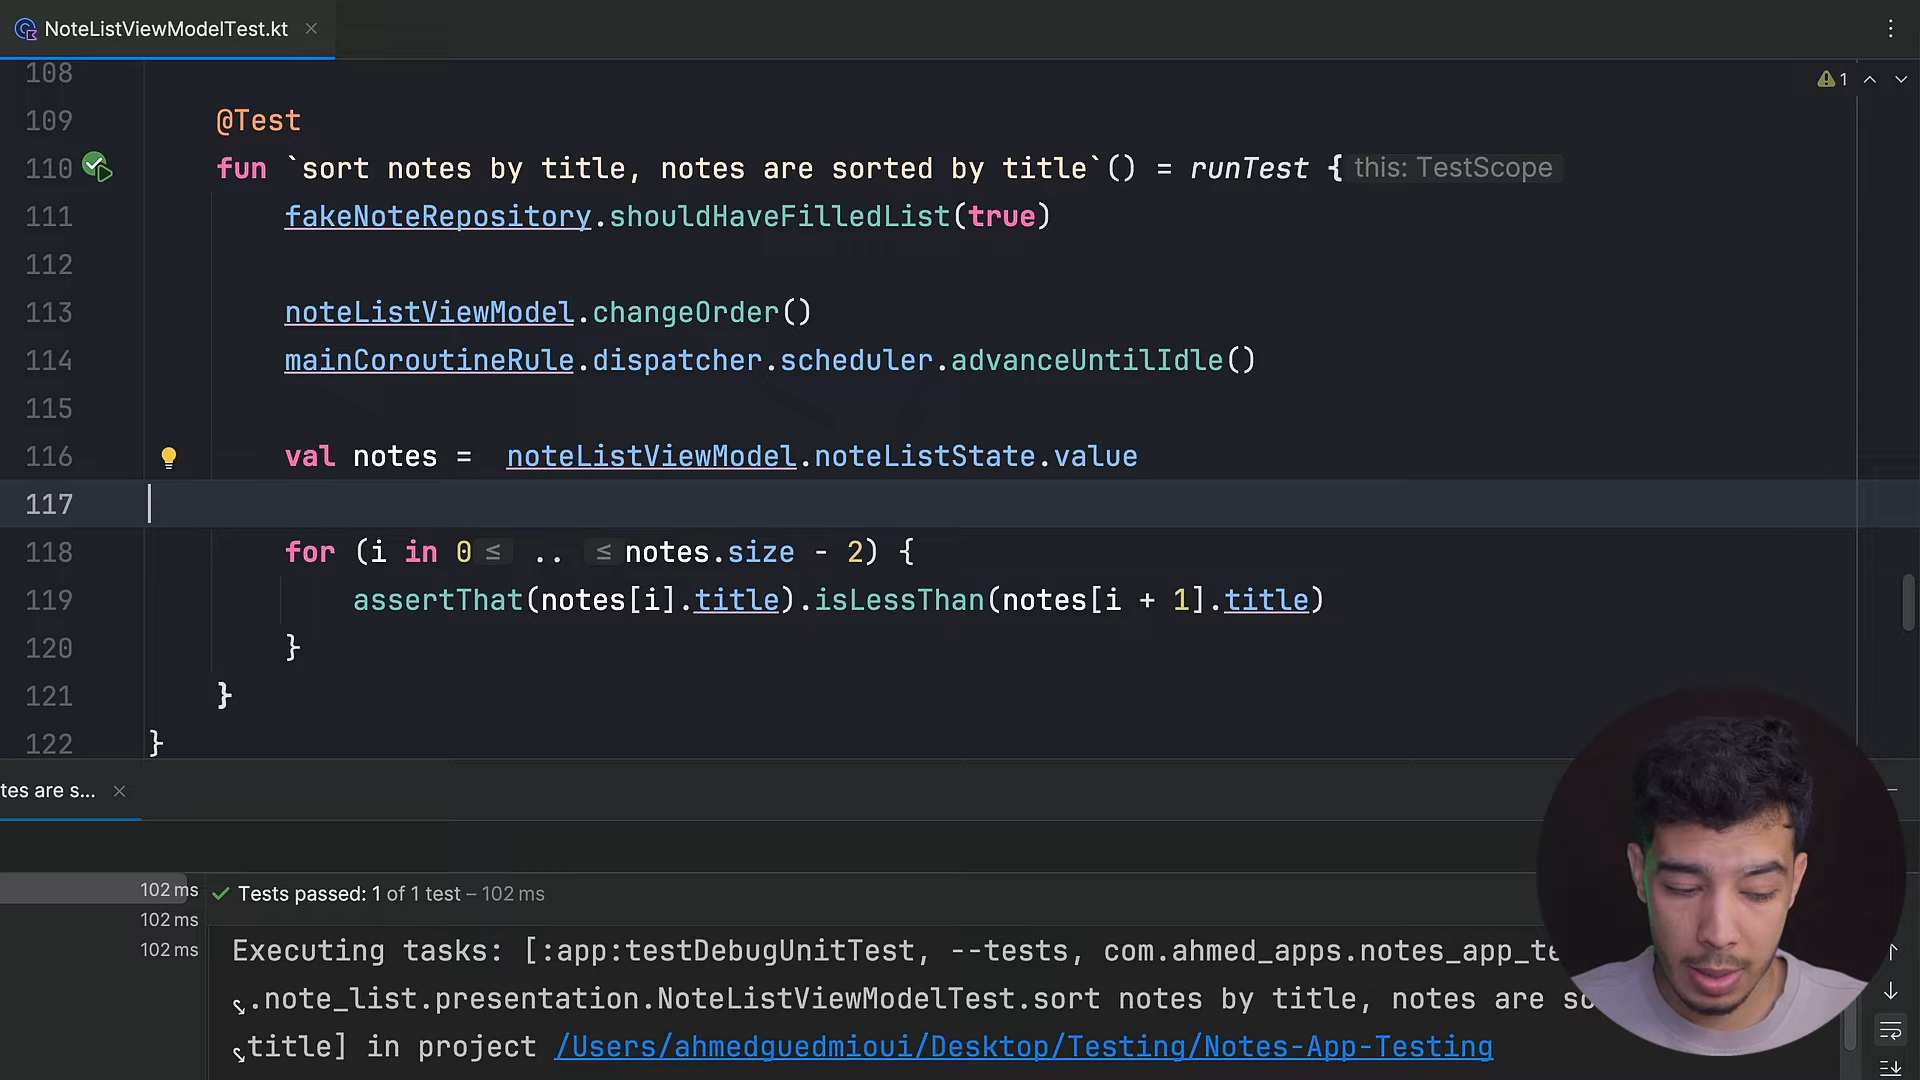 NoteListViewModelTest.kt
108
1
109 @Test
110 fun `sort notes by title, notes are sorted by title`() = runTest { this: TestScope
111 fakeNoteRepository.shouldHaveFilledList(true)
112
113 noteListViewModel.changeOrder()
114 mainCoroutineRule.dispatcher.scheduler.advanceUntilIdle()
115
116 val notes =  noteListViewModel.noteListState.value
117
118 for (i in 0 ≤ .. ≤ notes.size - 2) {
119 assertThat(notes[i].title).isLessThan(notes[i + 1].title)
120 }
121 }
122 }
tes are s...
102 ms Tests passed: 1 of 1 test – 102 ms
102 ms
102 ms Executing tasks: [:app:testDebugUnitTest, --tests, com.ahmed_apps.notes_app_te
.note_list.presentation.NoteListViewModelTest.sort notes by title, notes are so
title] in project /Users/ahmedguedmioui/Desktop/Testing/Notes-App-Testing